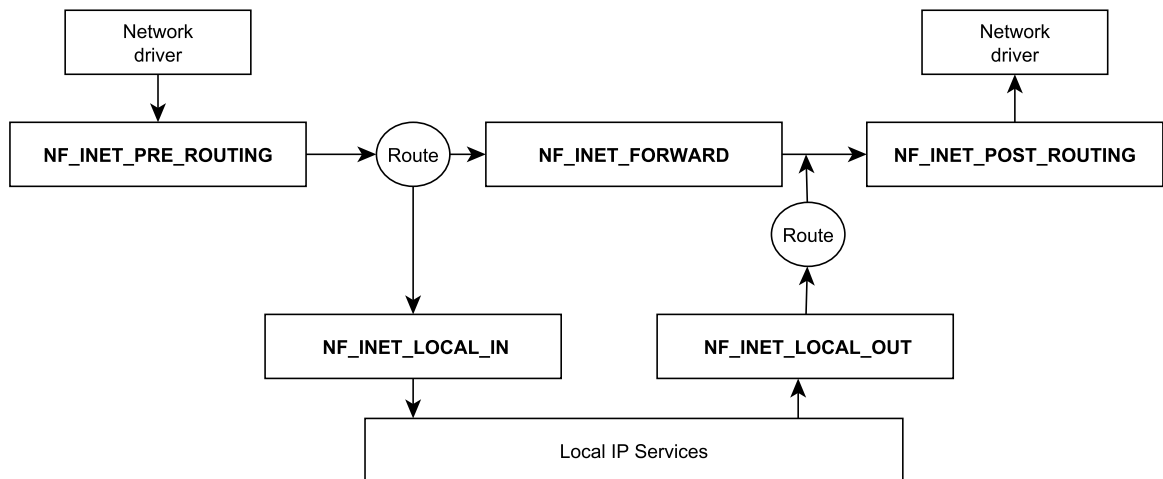 Network
driver
Network
driver
NF_INET_PRE_ROUTING
Route
NF_INET_FORWARD
NF_INET_POST_ROUTING
Route
NF_INET_LOCAL_IN
NF_INET_LOCAL_OUT
Local IP Services